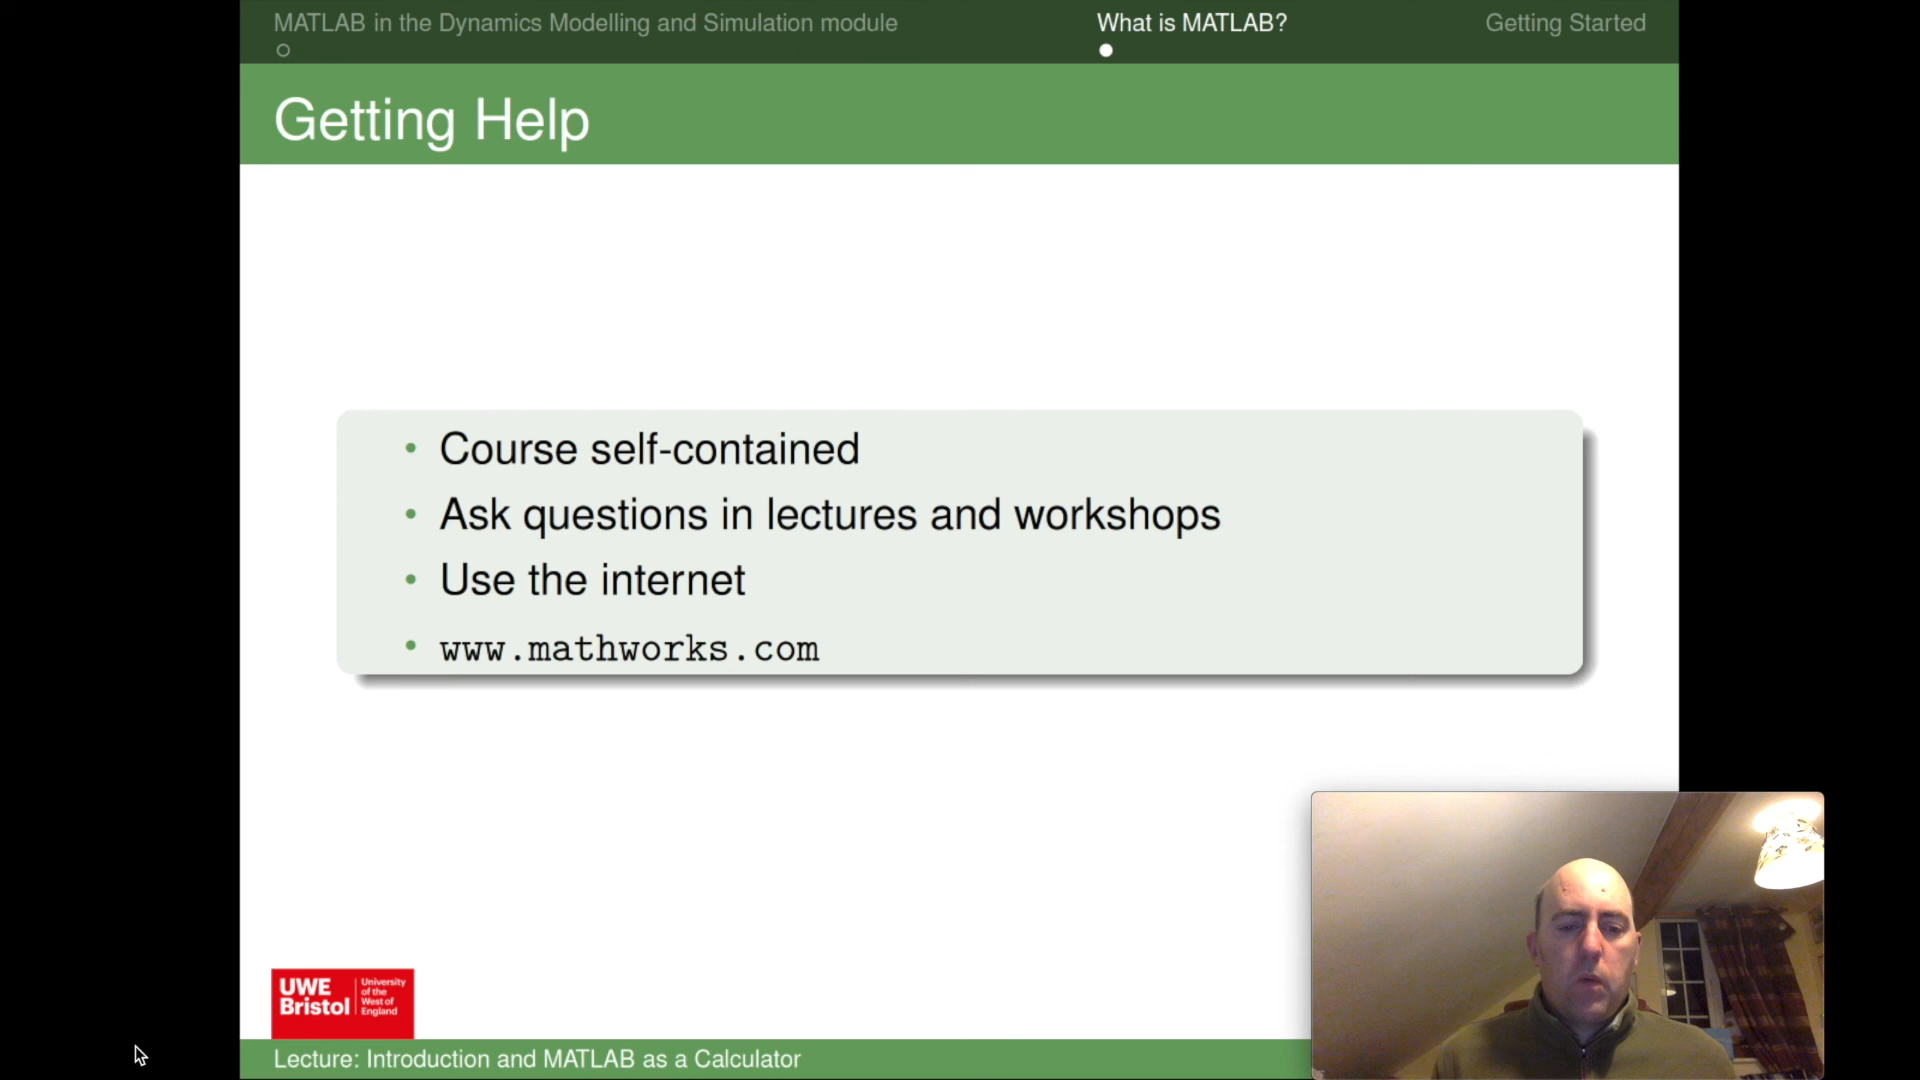 MATLAB in the Dynamics Modelling and Simulation module
What is MATLAB?
Getting Started
Getting Help
Course self-contained
Ask questions in lectures and workshops
Use the internet
www.mathworks.com
UWE
Bristol
University
of the
West of
England
Lecture: Introduction and MATLAB as a Calculator